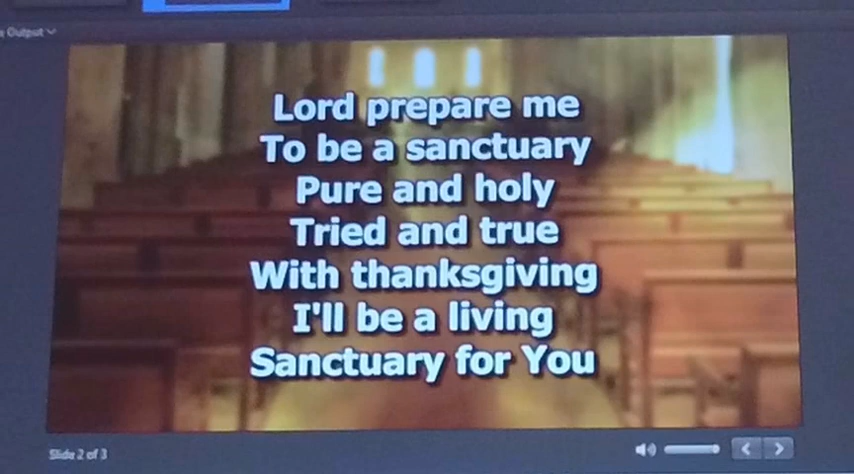 Output
Lord prepare me
To be a sanctuary
Pure and holy
Tried and true
With thanksgiving
I'll be a living
Sanctuary for You
Slide 2 of 3